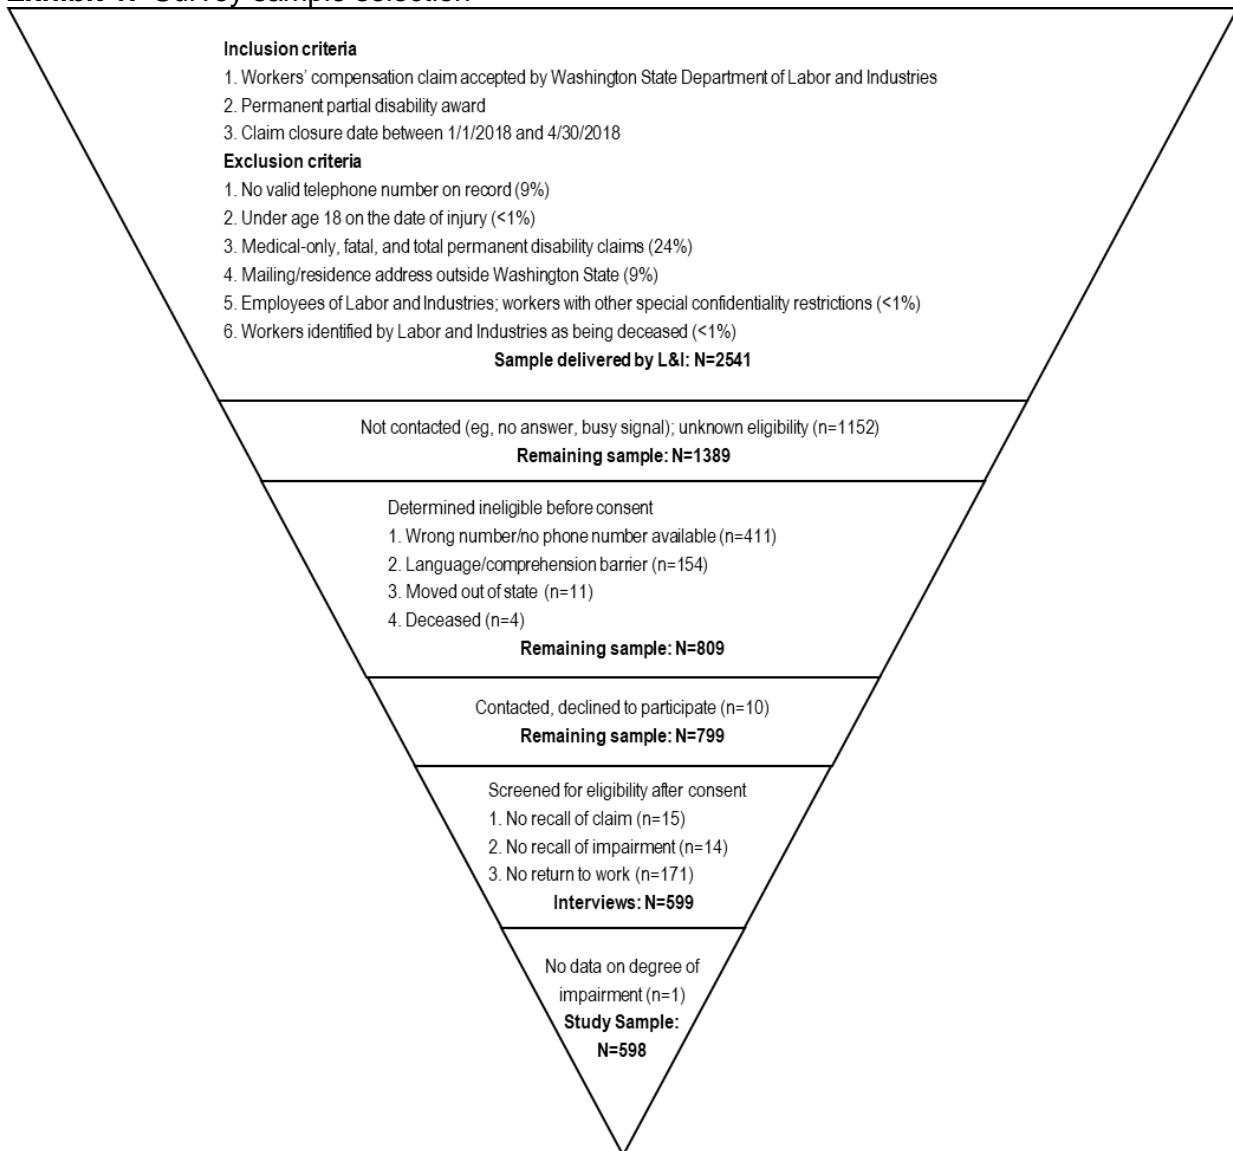 Exhibit 1. Survey sample selection
Inclusion criteria
1. Workers' compensation claim accepted by Washington State Department of Labor and Industries
2. Permanent partial disability award
3. Claim closure date between 1/1/2018 and 4/30/2018
Exclusion criteria
1. No valid telephone number on record (9%)
2. Under age 18 on the date of injury (<1%)
3. Medical-only, fatal, and total permanent disability claims (24%)
4. Mailing/residence address outside Washington State (9%)
5. Employees of Labor and Industries; workers with other special confidentiality restrictions (<1%)
6. Workers identified by Labor and Industries as being deceased (<1%)
Sample delivered by L&I: N=2541
Not contacted (eg, no answer, busy signal); unknown eligibility (n=1152)
Remaining sample: N=1389
Determined ineligible before consent
1. Wrong number/no phone number available (n=411)
2. Language/comprehension barrier (n=154)
3. Moved out of state (n=11)
4. Deceased (n=4)
Remaining sample: N=809
Contacted, declined to participate (n=10)
Remaining sample: N=799
Screened for eligibility after consent
1. No recall of claim (n=15)
2. No recall of impairment (n=14)
3. No return to work (n=171)
Interviews: N=599
No data on degree of
impairment (n=1)
Study Sample:
N=598